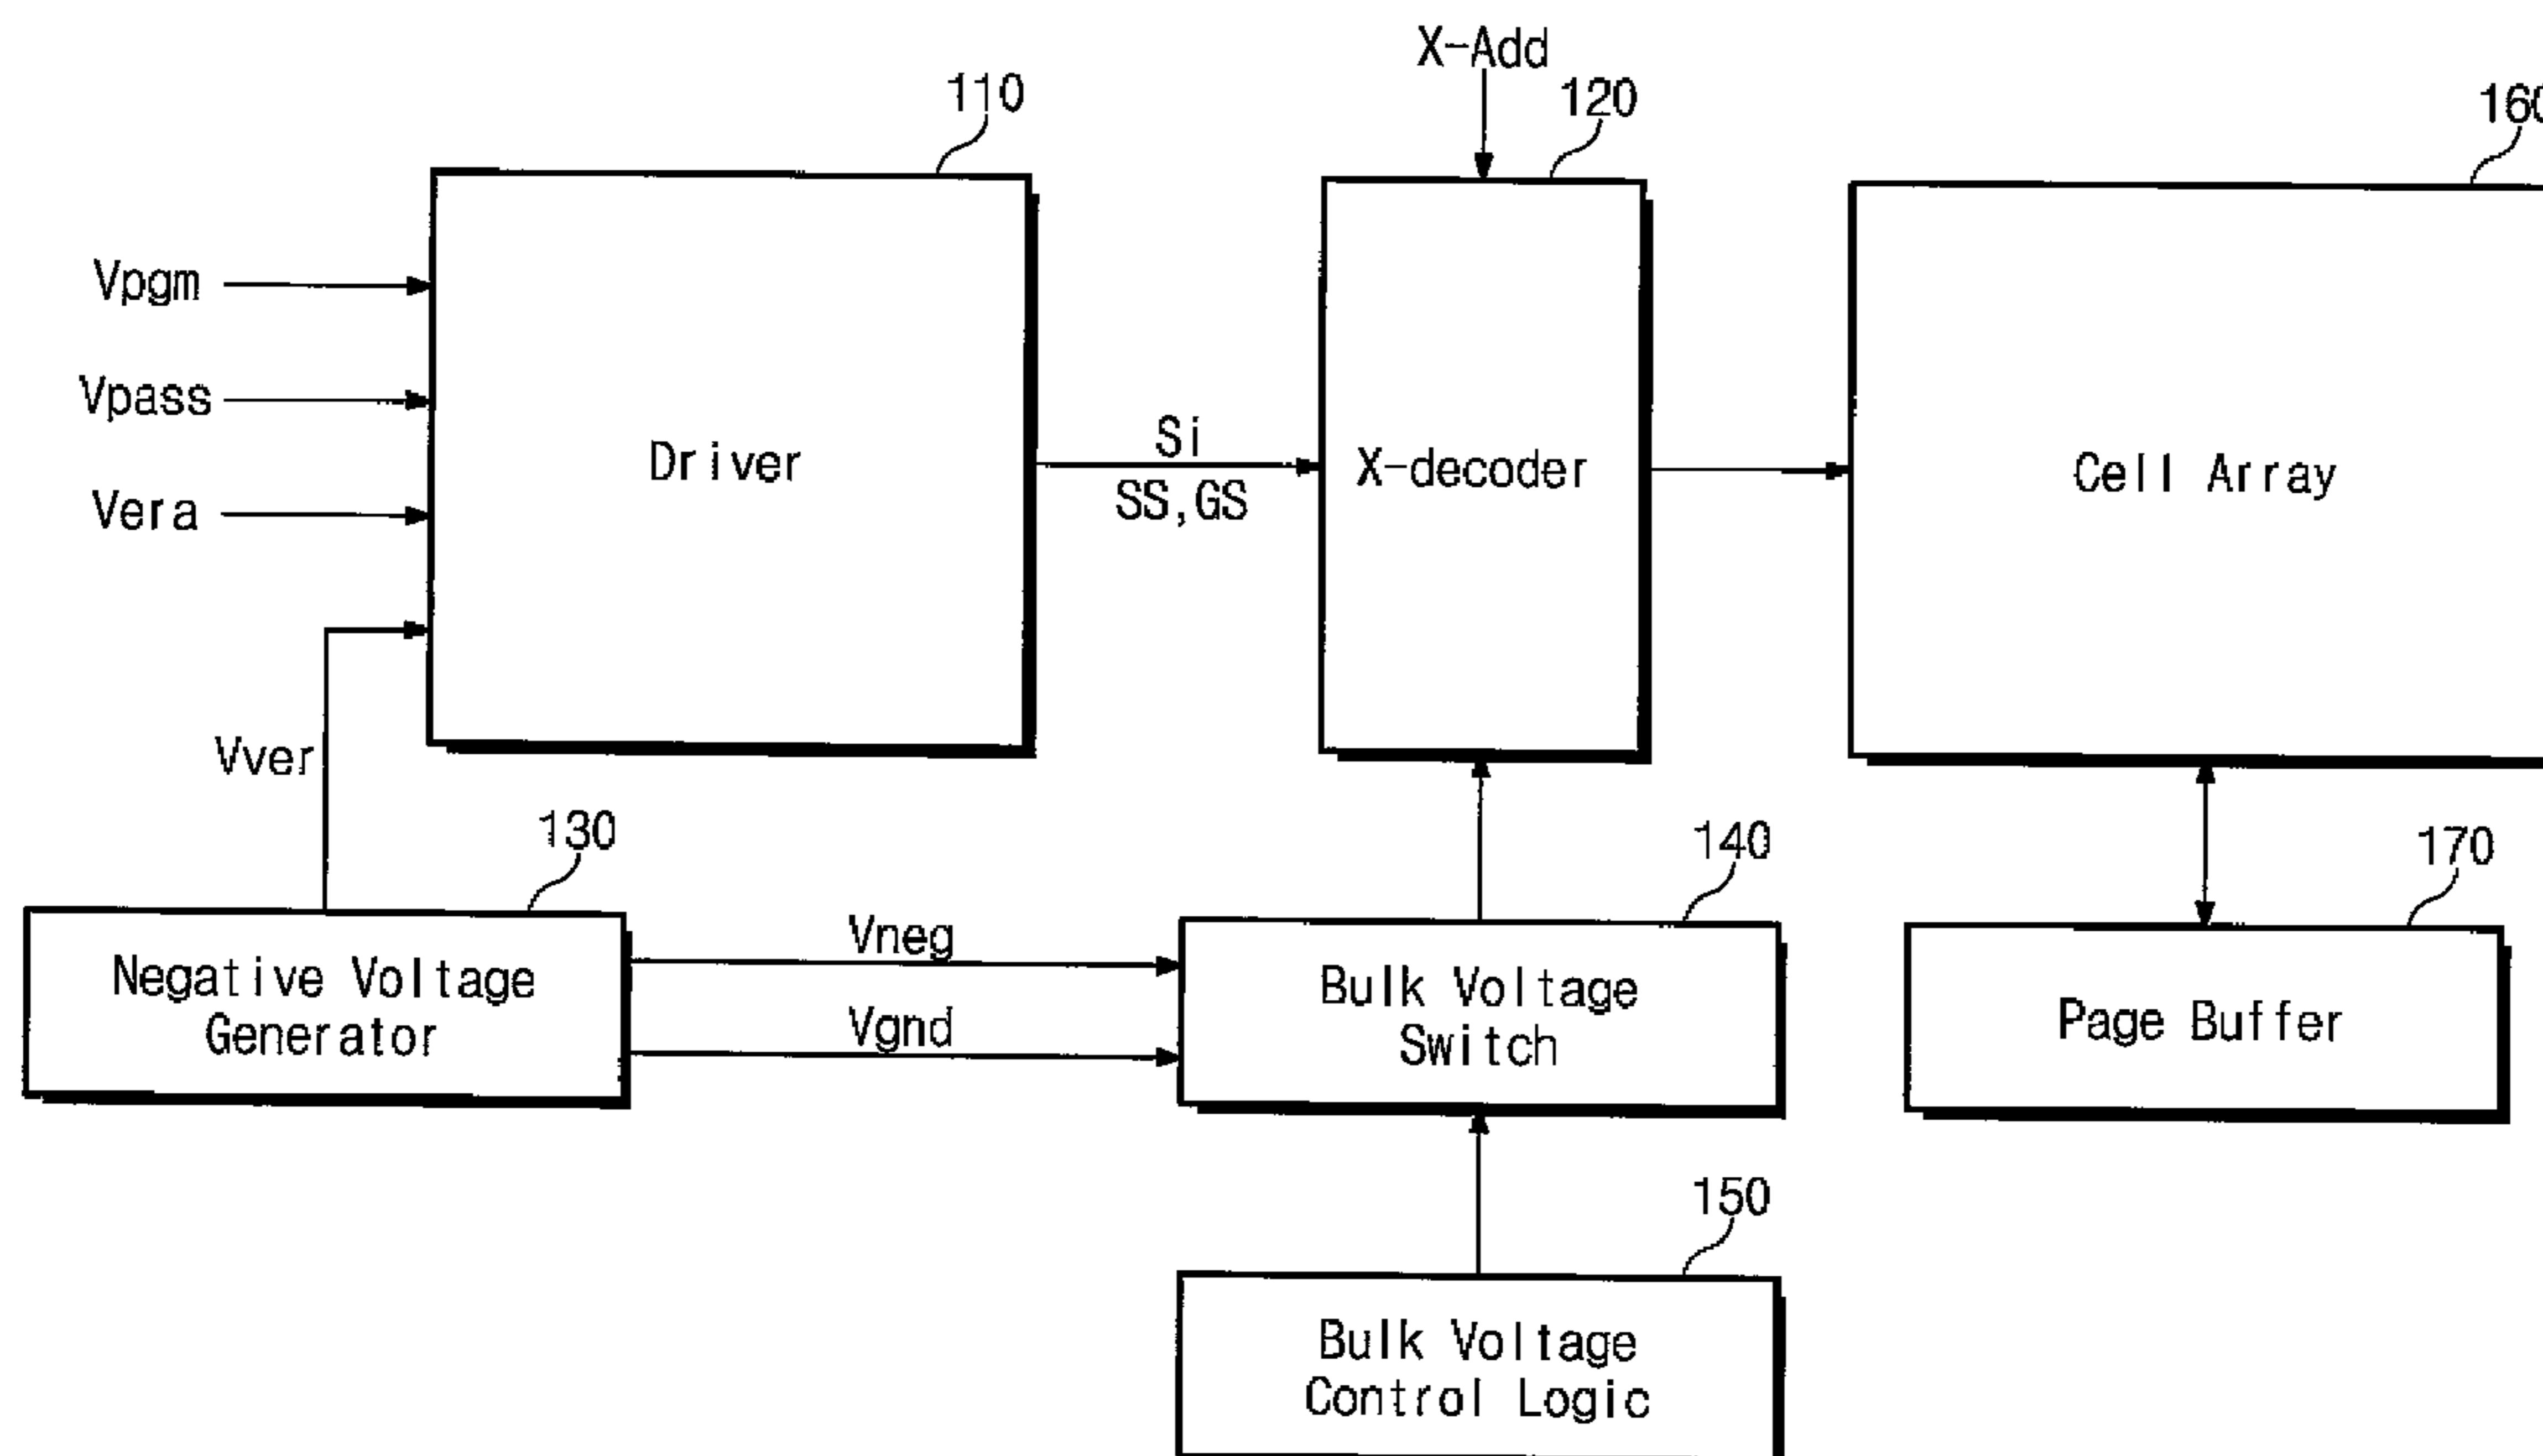 X-Add
110
120
160
Vpgm
Vpass
Vera
Driver
Si
SS,GS
X-decoder
Cell Array
Vver
130
140
170
Negative Voltage
Generator
Vneg
Vgnd
Bulk Voltage
Switch
Page Buffer
150
Bulk Voltage
Control Logic